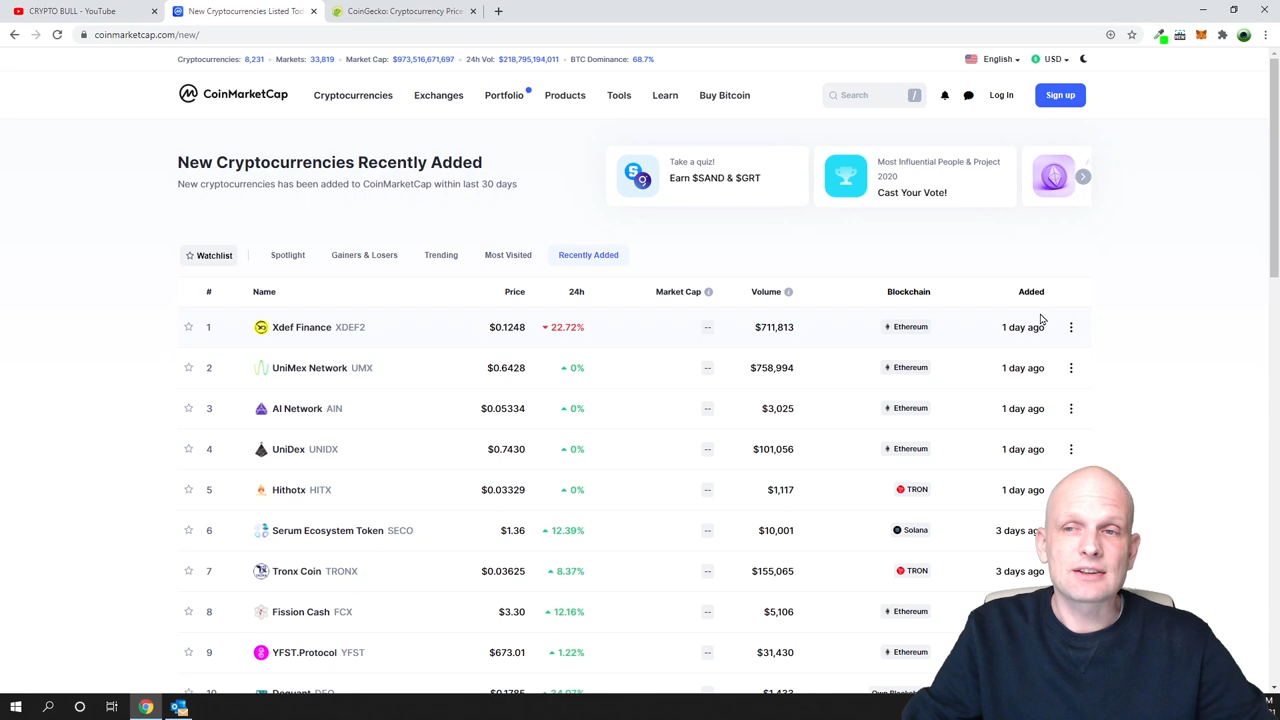 CRYPTO BULL - YouTube
New Cryptocurrencies Listed Tod
CoinGecko: Cryptocurrency Price
coinmarketcap.com/new/
Cryptocurrencies: 8,231 • Markets: 33,819 • Market Cap: $973,516,671,697 • 24h Vol: $218,795,194,011 • BTC Dominance: 68.7%
English
USD
CoinMarketCap
Cryptocurrencies
Exchanges
Portfolio
Products
Tools
Learn
Buy Bitcoin
Search
/
Log In
Sign up
New Cryptocurrencies Recently Added
New cryptocurrencies has been added to CoinMarketCap within last 30 days
Take a quiz!
Earn $SAND & $GRT
Most Influential People & Project
2020
Cast Your Vote!
Watchlist
Spotlight
Gainers & Losers
Trending
Most Visited
Recently Added
# Name Price 24h Market Cap Volume Blockchain Added
1 Xdef Finance XDEF2 $0.1248 22.72% -- $711,813 Ethereum 1 day ago
2 UniMex Network UMX $0.6428 0% -- $758,994 Ethereum 1 day ago
3 AI Network AIN $0.05334 0% -- $3,025 Ethereum 1 day ago
4 UniDex UNIDX $0.7430 0% -- $101,056 Ethereum 1 day ago
5 Hithotx HITX $0.03329 0% -- $1,117 TRON 1 day ago
6 Serum Ecosystem Token SECO $1.36 12.39% -- $10,001 Solana 3 days
7 Tronx Coin TRONX $0.03625 8.37% -- $155,065 TRON 3 days
8 Fission Cash FCX $3.30 12.16% -- $5,106 Ethereum
9 YFST.Protocol YFST $673.01 1.22% -- $31,430 Ethereum